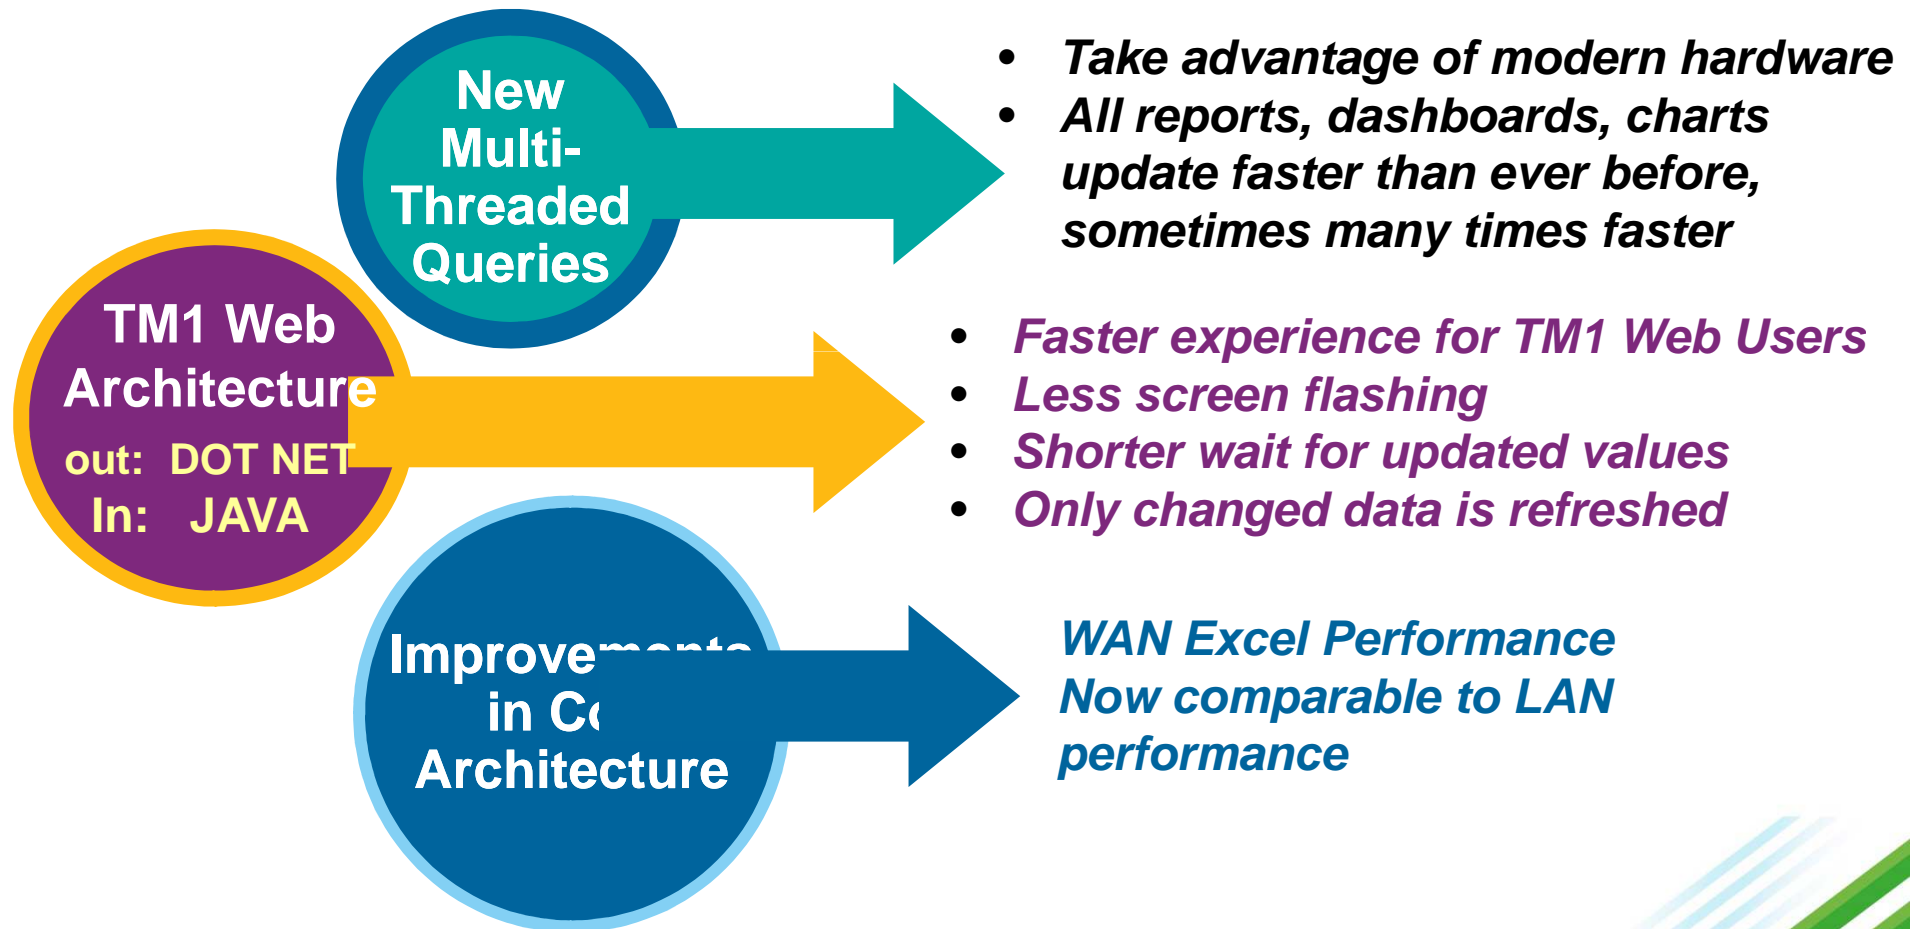 New
Multi-
Threaded
Queries
• Take advantage of modern hardware
• All reports, dashboards, charts
update faster than ever before,
sometimes many times faster
TM1 Web
Architecture
out: DOT NET
In: JAVA
• Faster experience for TM1 Web Users
• Less screen flashing
• Shorter wait for updated values
• Only changed data is refreshed
Improvements
in
Architecture
WAN Excel Performance
Now comparable to LAN
performance